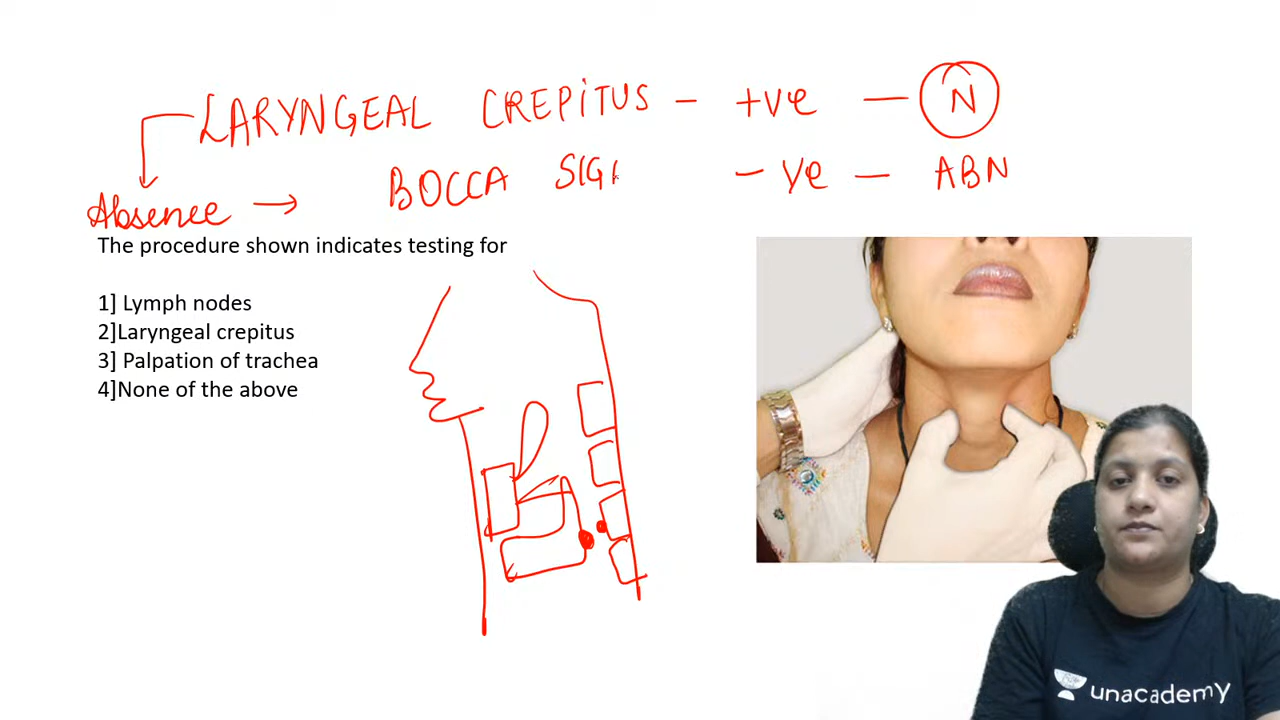 LARYNGEAL CREPITUS - +ve - N
BOCCA SIGN - ve - ABN
Absence →
The procedure shown indicates testing for
1] Lymph nodes
2]Laryngeal crepitus
3] Palpation of trachea
4]None of the above
unacademy